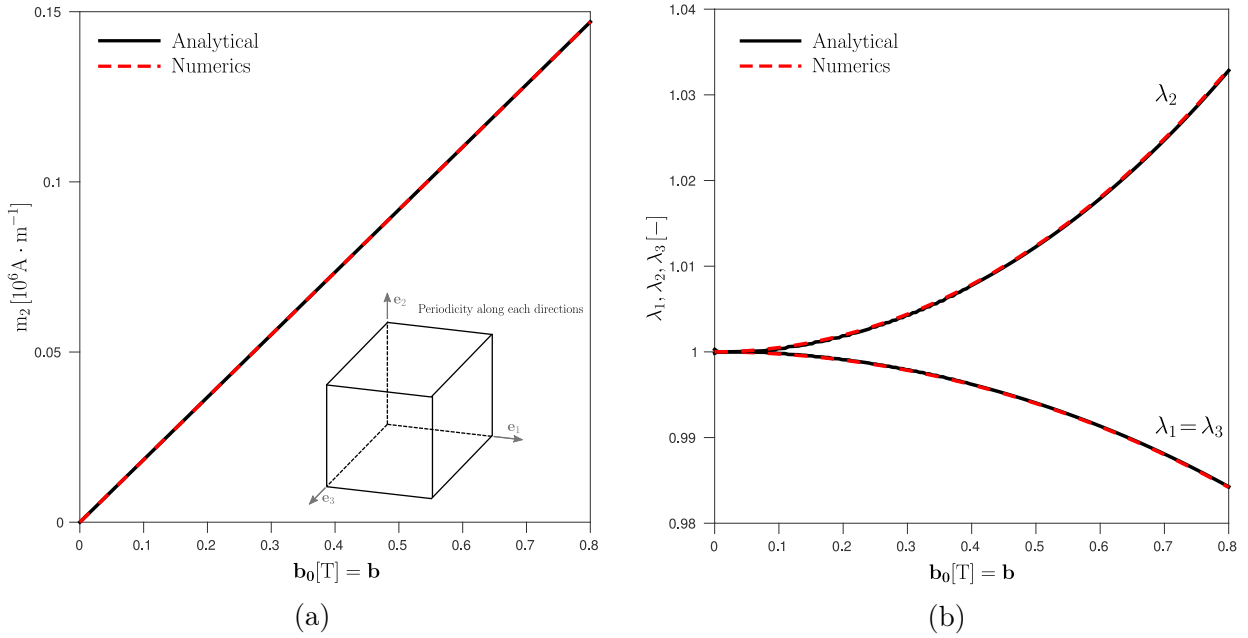 0.15
0.1
0.05
0
m₂ [10⁶A · m⁻¹]
Analytical
Numerics
e₂
Periodicity along each directions
e₁
e₃
0 0.1 0.2 0.3 0.4 0.5 0.6 0.7 0.8
b₀[T] = b
(a)
1.04
1.03
1.02
1.01
1
0.99
0.98
λ₁, λ₂, λ₃ [−]
Analytical
Numerics
λ₂
λ₁ = λ₃
0 0.1 0.2 0.3 0.4 0.5 0.6 0.7 0.8
b₀[T] = b
(b)